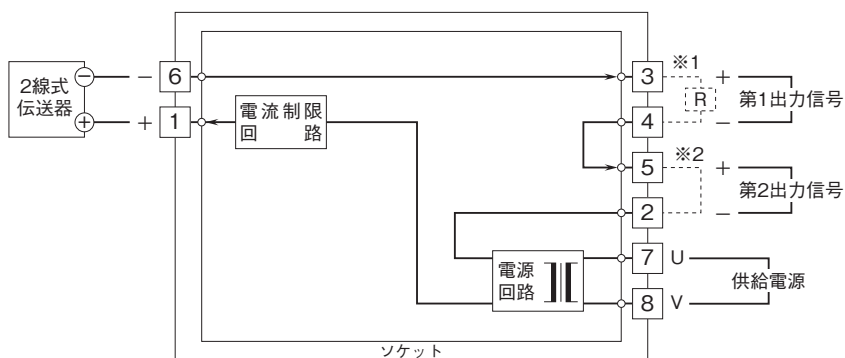 2線式
伝送器
−
+
−
+
6
1
電流制限
回路
電源
回路
3
4
5
2
7
8
※1
R
※2
+
−
第1出力信号
+
−
第2出力信号
U
V
供給電源
ソケット